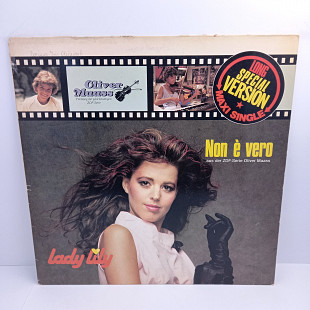 Oliver
Maass
LONG
SPECIAL
VERSION
MAXI SINGLE
Non è vero
aus der ZDF-Serie Oliver Maass
lady lily